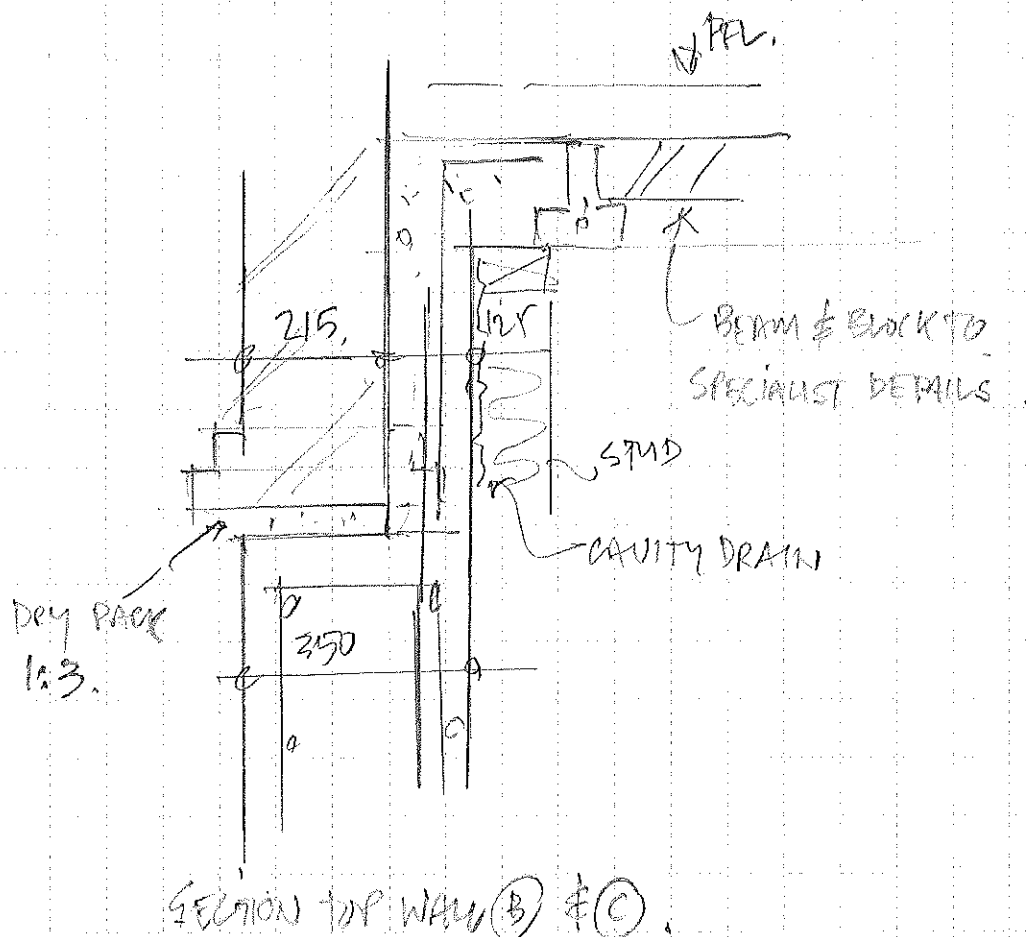 FFL.
215.
125
BEAM & BLOCK TO
SPECIALIST DETAILS.
STUD
CAVITY DRAIN
DRY PACK
1:3.
350
SECTION TOP WALL (B) & (C).